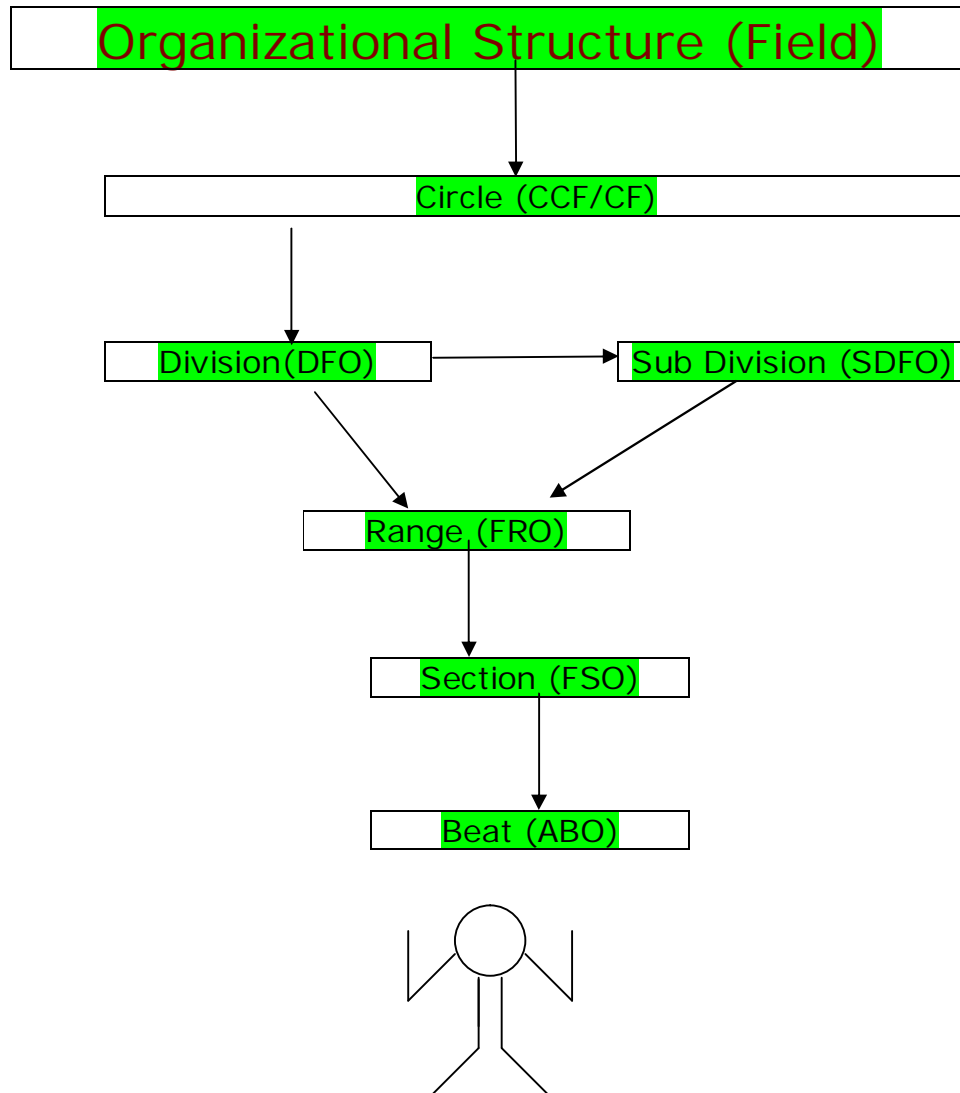 Organizational Structure (Field)
Circle (CCF/CF)
Division(DFO)
Sub Division (SDFO)
Range (FRO)
Section (FSO)
Beat (ABO)